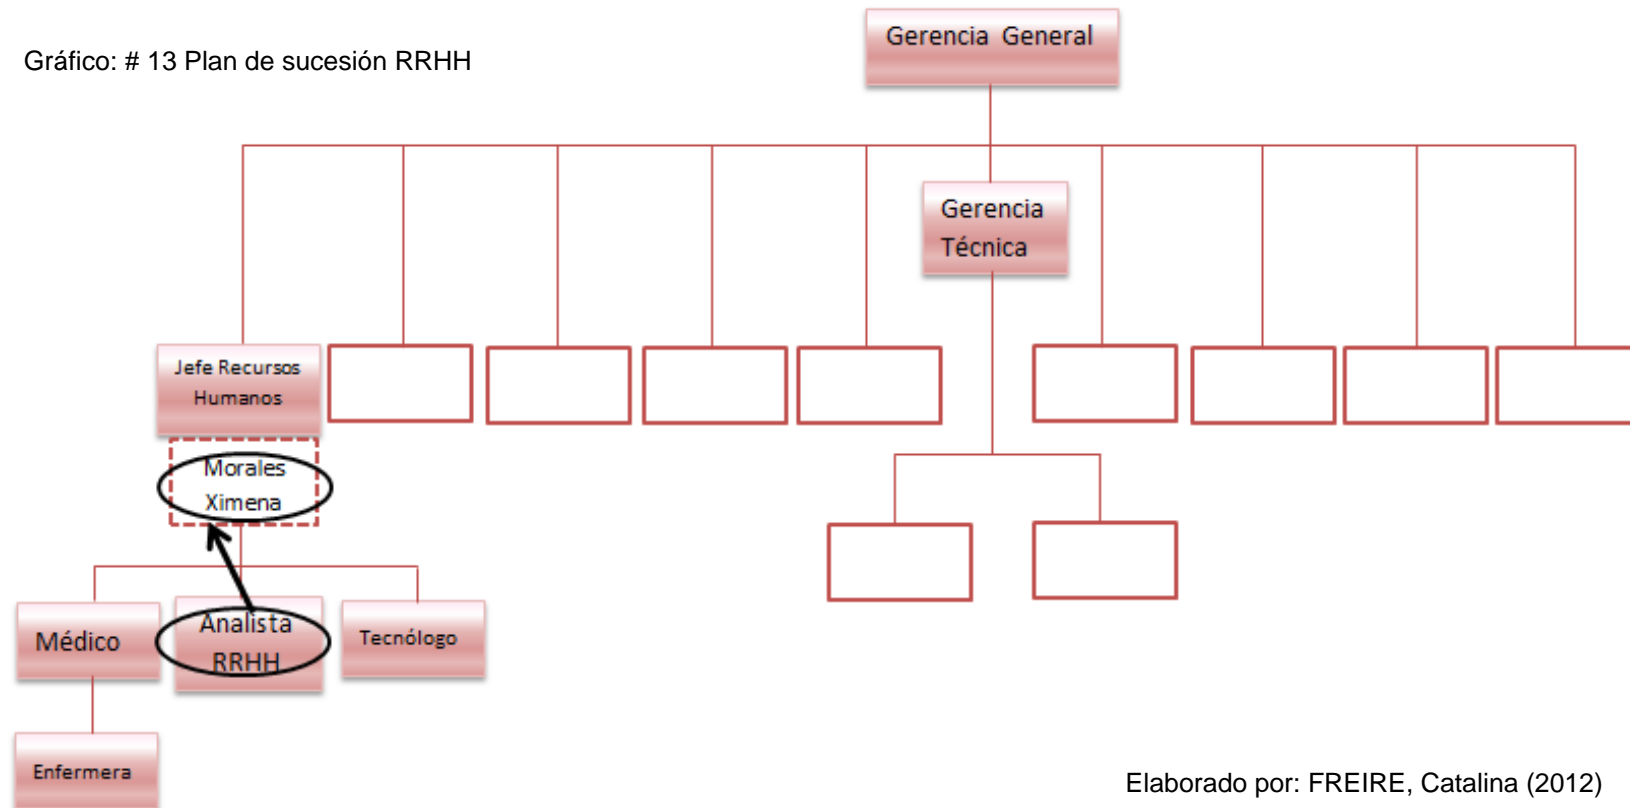 Gráfico: # 13 Plan de sucesión RRHH
Gerencia General
Gerencia
Técnica
Jefe Recursos
Humanos
Morales
Ximena
Médico
Analista
RRHH
Tecnólogo
Enfermera
Elaborado por: FREIRE, Catalina (2012)